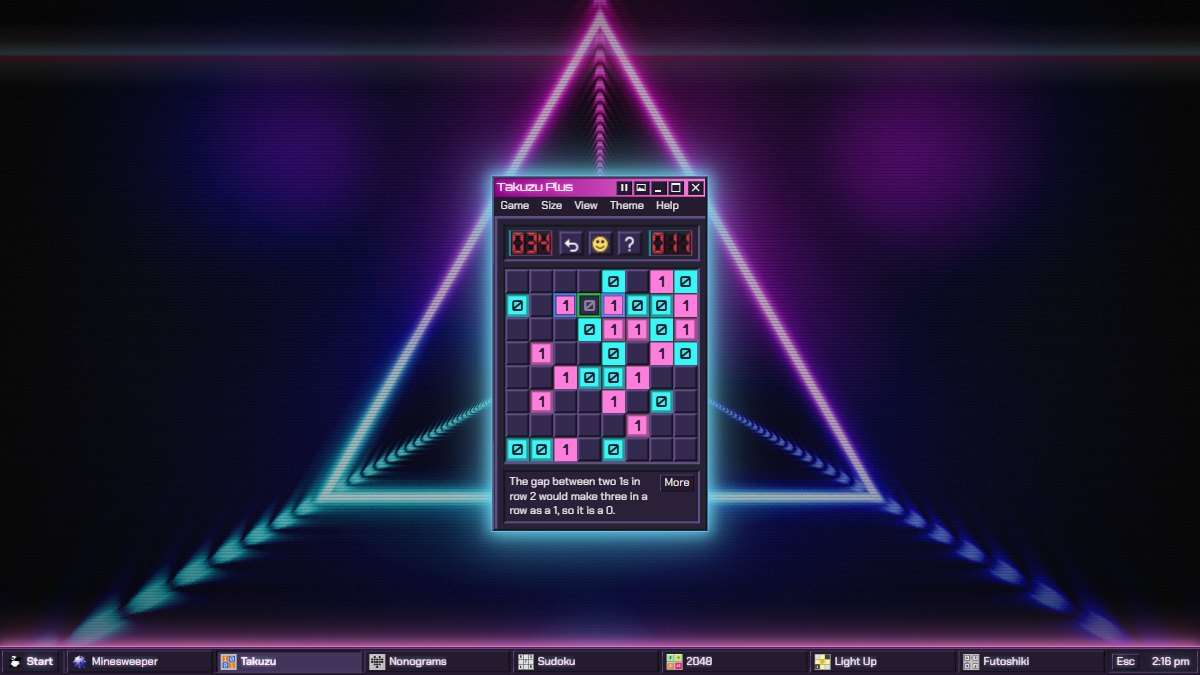 Takuzu Plus
Game Size View Theme Help
034 ? 011
0 1 0
0 1 0 1 0 0 1
0 1 1 0 1
1 0 1 0
1 0 0 1
1 1 0
1
0 0 1 0
The gap between two 1s in
row 2 would make three in a
row as a 1, so it is a 0.
More
Start Minesweeper Takuzu Nonograms Sudoku 2048 Light Up Futoshiki Esc 2:16 pm